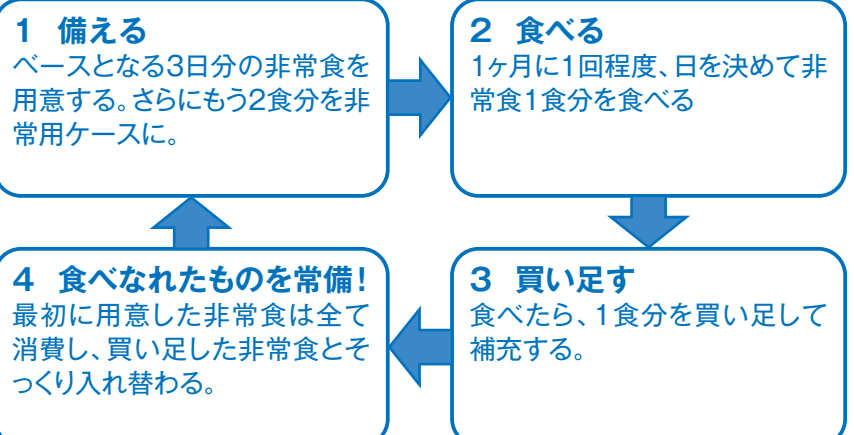 1 備える
ベースとなる3日分の非常食を
用意する。さらにもう2食分を非
常用ケースに。
2 食べる
1ヶ月に1回程度、日を決めて非
常食1食分を食べる
3 買い足す
食べたら、1食分を買い足して
補充する。
4 食べなれたものを常備!
最初に用意した非常食は全て
消費し、買い足した非常食とそ
っくり入れ替わる。